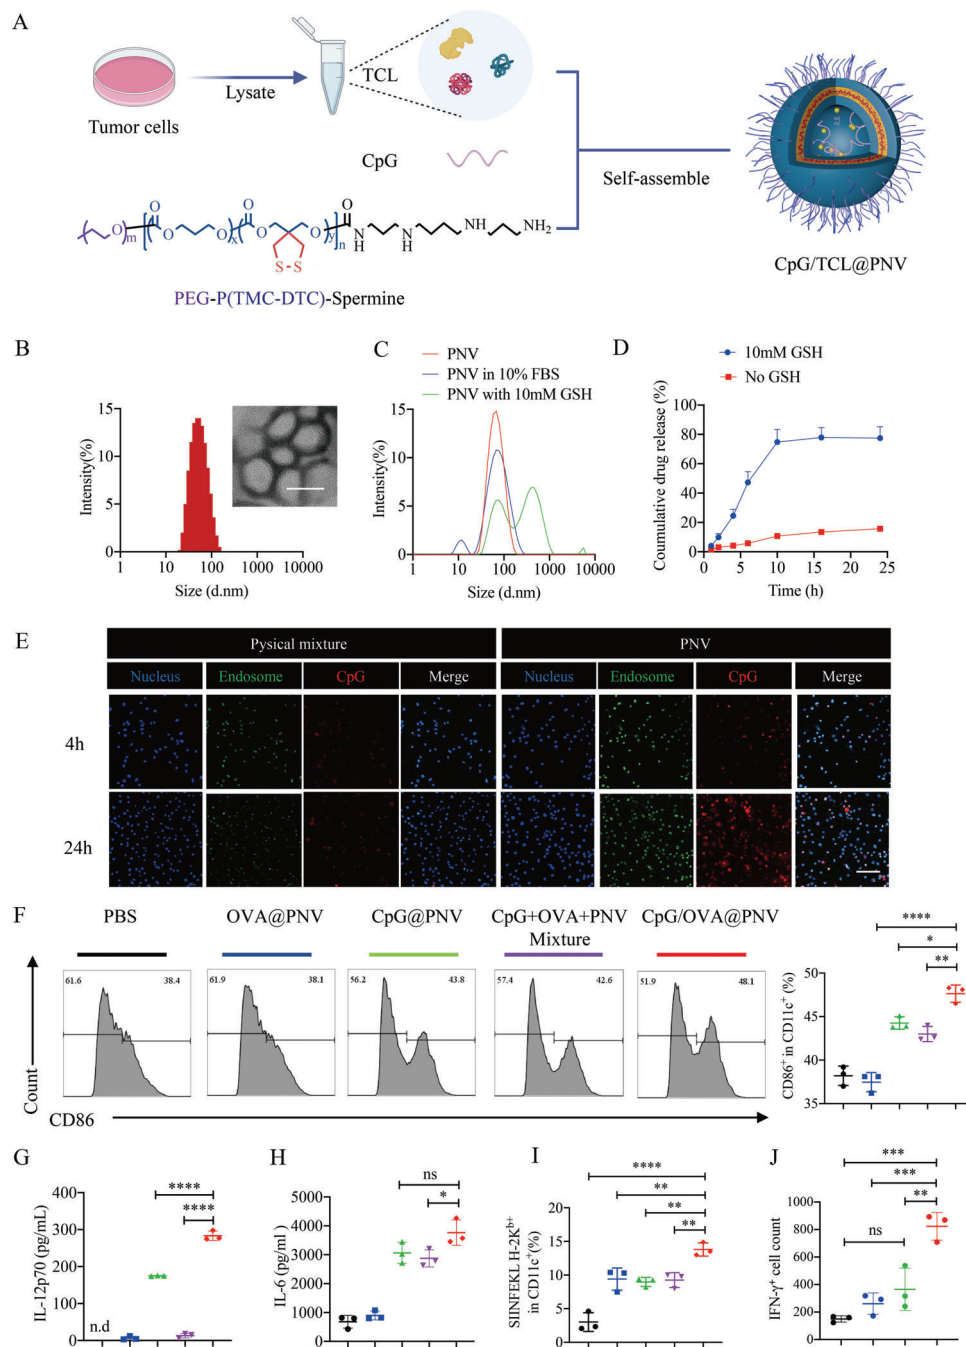 A
Tumor cells
Lysate
TCL
CpG
Self-assemble
CpG/TCL@PNV
O
O
m
O
O
x
O
O
O
y
n
S-S
O
N
H
N
H
NH
NH2
PEG-P(TMC-DTC)-Spermine
B
Intensity(%)
15
10
5
0
1 10 100 1000 10000
Size (d.nm)
C
PNV
PNV in 10% FBS
PNV with 10mM GSH
Intensity(%)
15
10
5
0
1 10 100 1000 10000
Size (d.nm)
D
10mM GSH
No GSH
Coumulative drug release (%)
100
80
60
40
20
0
0 5 10 15 20 25
Time (h)
E
Pysical mixture PNV
Nucleus Endosome CpG Merge Nucleus Endosome CpG Merge
4h
24h
F
PBS OVA@PNV CpG@PNV CpG+OVA+PNV Mixture CpG/OVA@PNV
61.6 38.4
61.9 38.1
56.2 43.8
57.4 42.6
51.9 48.1
Count
CD86
CD86+ in CD11c+ (%)
50
45
40
35
****
*
**
G
IL-12p70 (pg/mL)
400
300
200
100
0
n.d
****
****
H
IL-6 (pg/ml)
5000
4000
3000
2000
1000
0
ns
*
I
SIINFEKL H-2Kb+
in CD11c+(%)
20
15
10
5
0
****
**
**
**
J
IFN-γ+ cell count
1000
800
600
400
200
0
***
***
**
ns